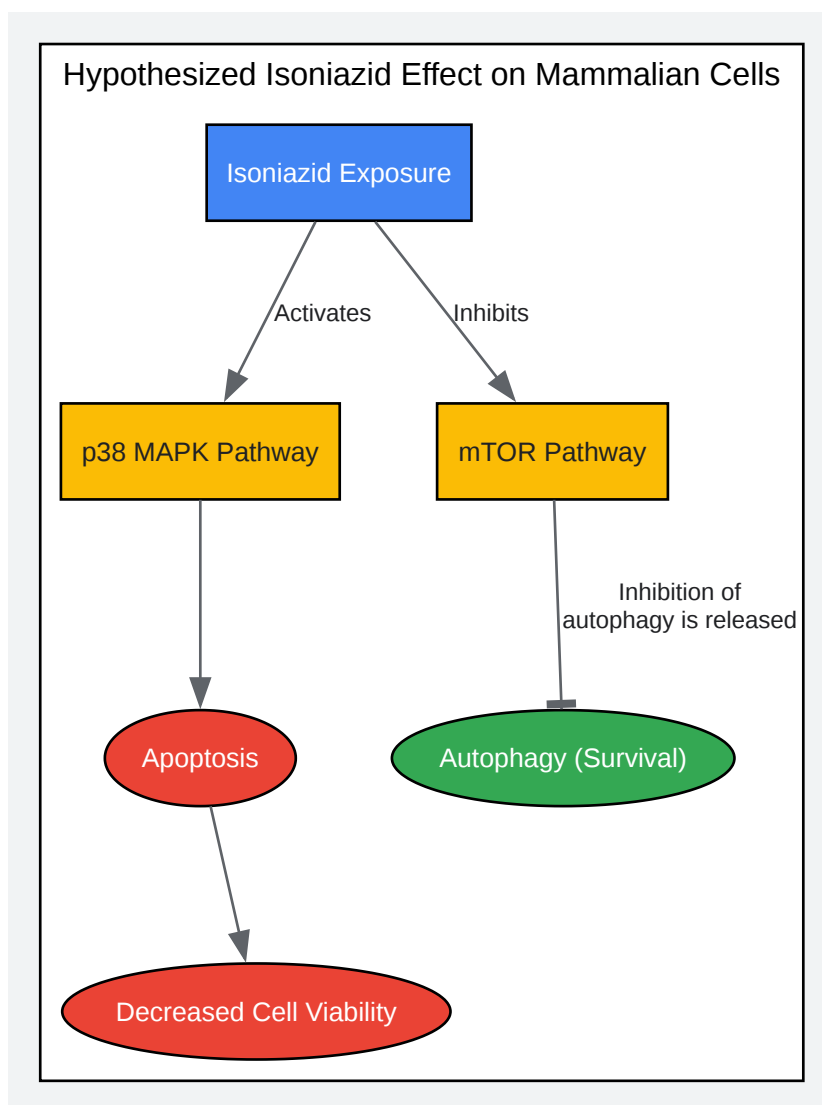 Hypothesized Isoniazid Effect on Mammalian Cells
Isoniazid Exposure
Activates
Inhibits
p38 MAPK Pathway
mTOR Pathway
Inhibition of
autophagy is released
Apoptosis
Autophagy (Survival)
Decreased Cell Viability